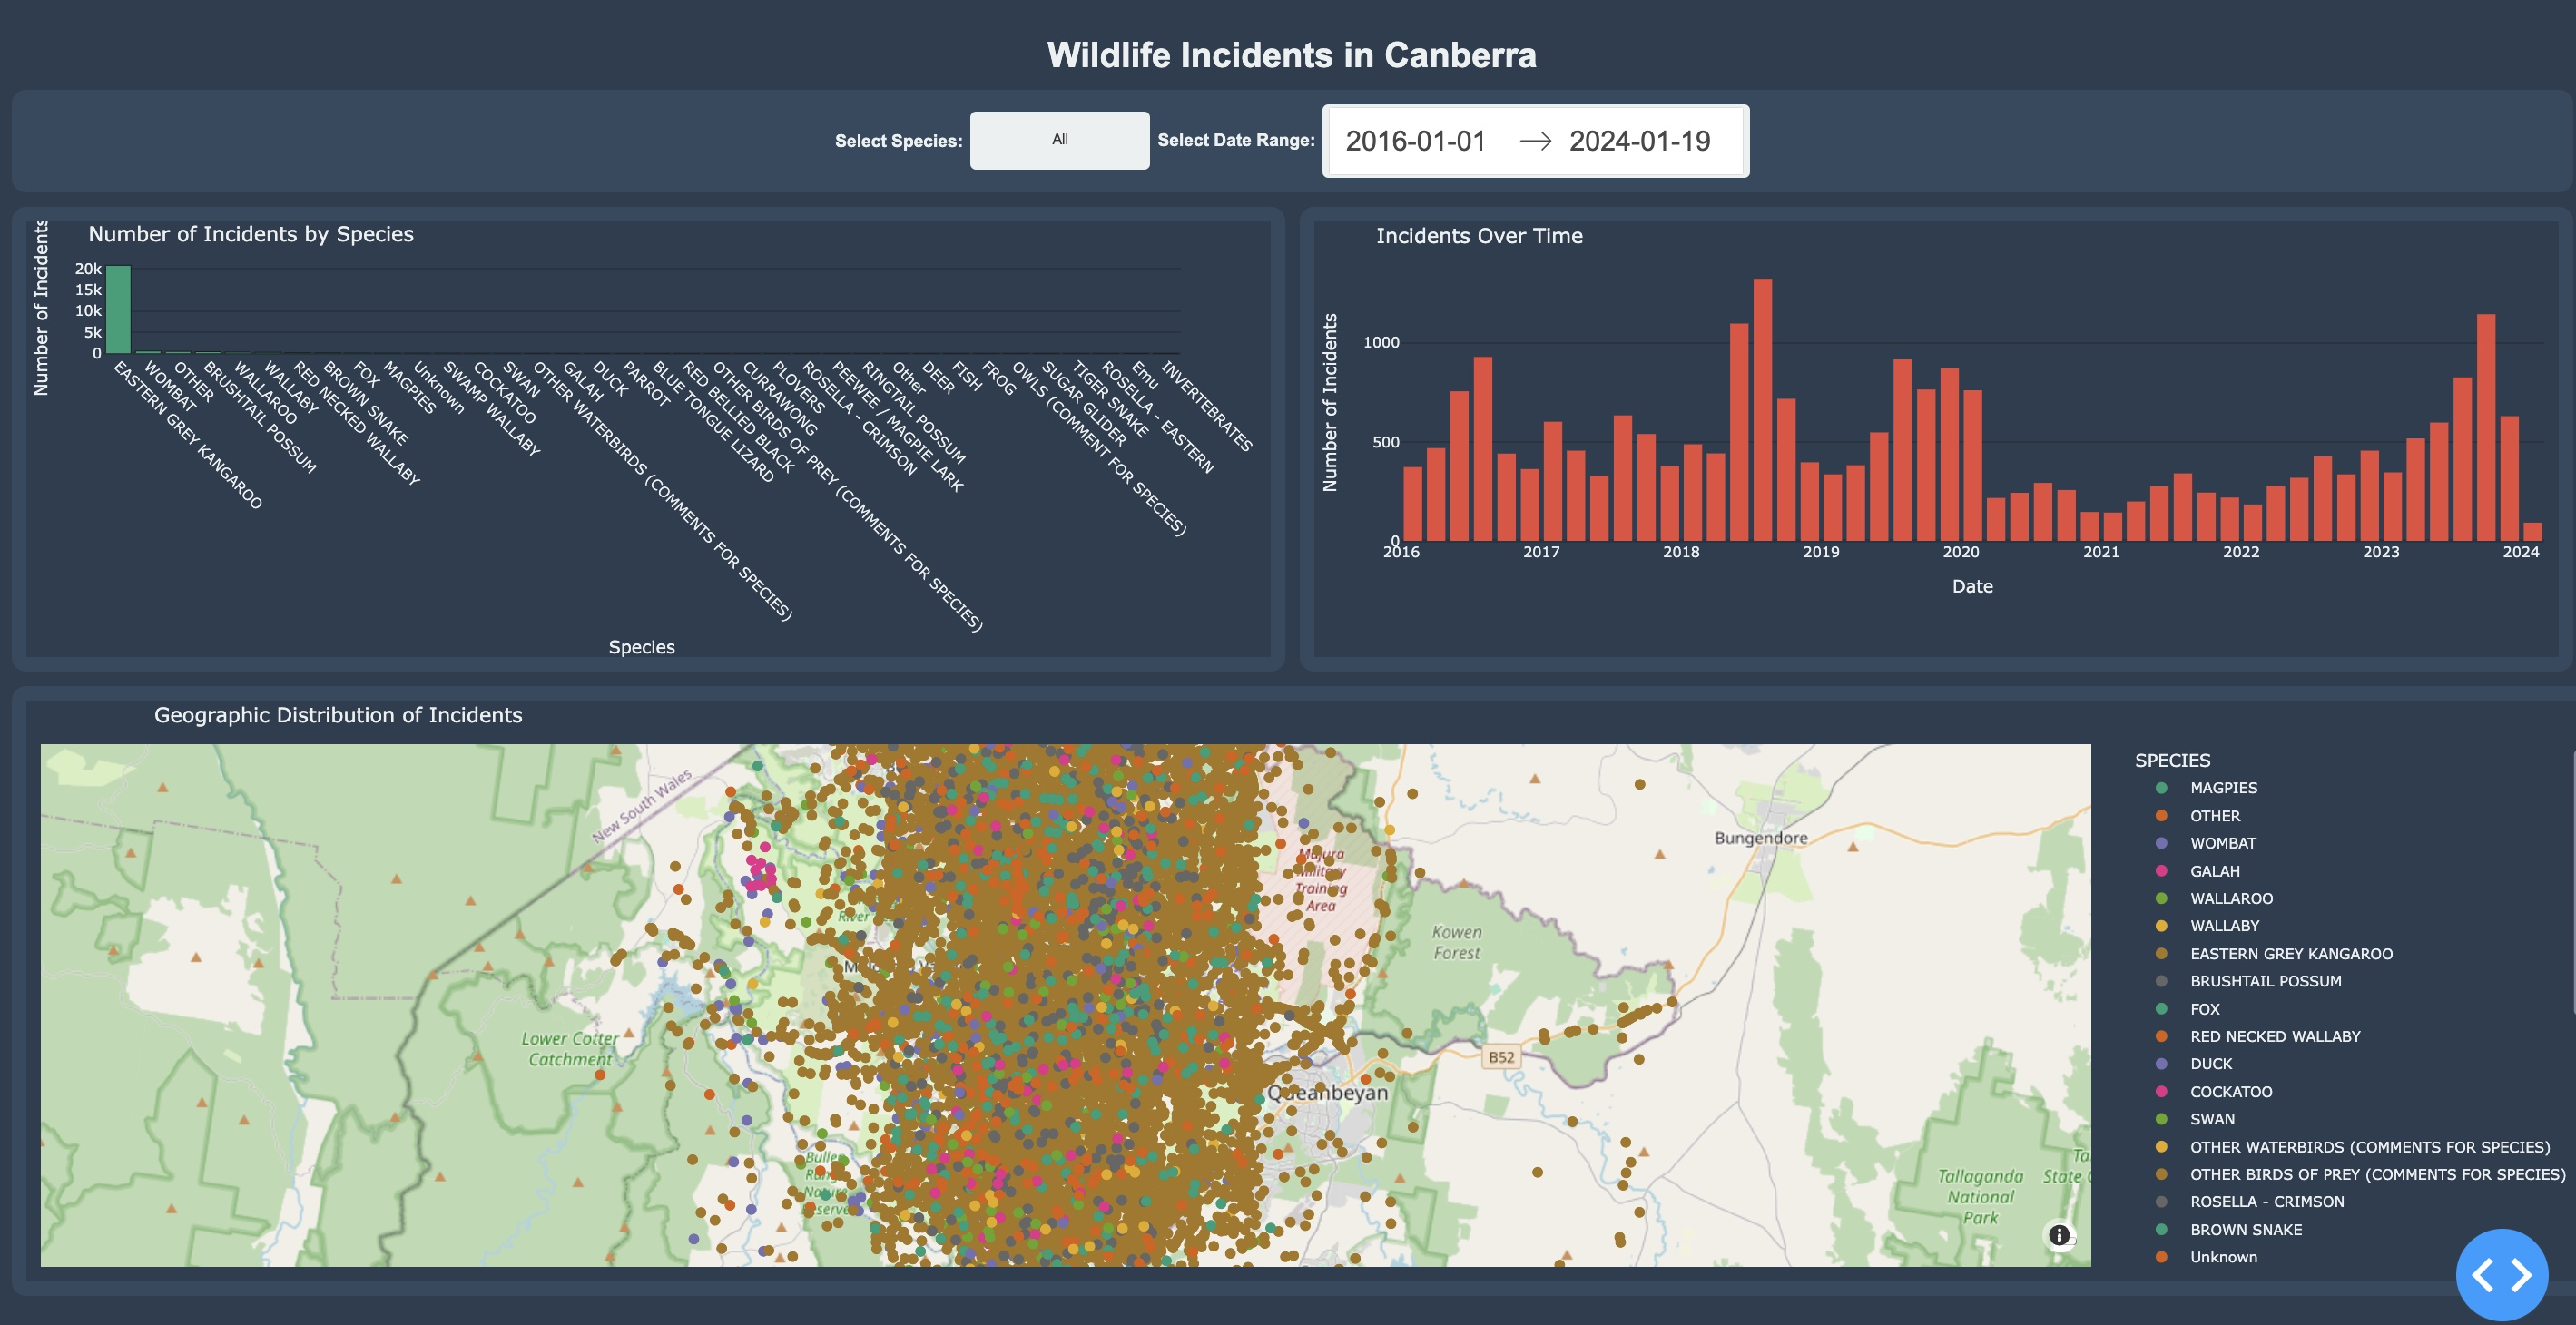 Wildlife Incidents in Canberra
Select Species:
All
Select Date Range:
2016-01-01
2024-01-19
Number of Incidents by Species
Number of Incidents
20k
15k
10k
5k
0
EASTERN GREY KANGAROO
WOMBAT
OTHER
BRUSHTAIL POSSUM
WALLAROO
WALLABY
RED NECKED WALLABY
BROWN SNAKE
FOX
MAGPIES
Unknown
SWAMP WALLABY
COCKATOO
SWAN
OTHER WATERBIRDS (COMMENTS FOR SPECIES)
GALAH
DUCK
PARROT
BLUE TONGUE LIZARD
RED BELLIED BLACK
OTHER BIRDS OF PREY (COMMENTS FOR SPECIES)
CURRAWONG
PLOVERS
ROSELLA - CRIMSON
PEEWEE / MAGPIE LARK
RINGTAIL POSSUM
Other
DEER
FISH
FROG
OWLS (COMMENT FOR SPECIES)
SUGAR GLIDER
TIGER SNAKE
ROSELLA - EASTERN
Emu
INVERTEBRATES
Species
Incidents Over Time
Number of Incidents
1000
500
0
2016
2017
2018
2019
2020
2021
2022
2023
2024
Date
Geographic Distribution of Incidents
New South Wales
Lower Cotter
Catchment
River
Majura
Military
Training
Area
Kowen
Forest
Bungendore
B52
Queanbeyan
Tallaganda
National
Park
State
SPECIES
MAGPIES
OTHER
WOMBAT
GALAH
WALLAROO
WALLABY
EASTERN GREY KANGAROO
BRUSHTAIL POSSUM
FOX
RED NECKED WALLABY
DUCK
COCKATOO
SWAN
OTHER WATERBIRDS (COMMENTS FOR SPECIES)
OTHER BIRDS OF PREY (COMMENTS FOR SPECIES)
ROSELLA - CRIMSON
BROWN SNAKE
Unknown